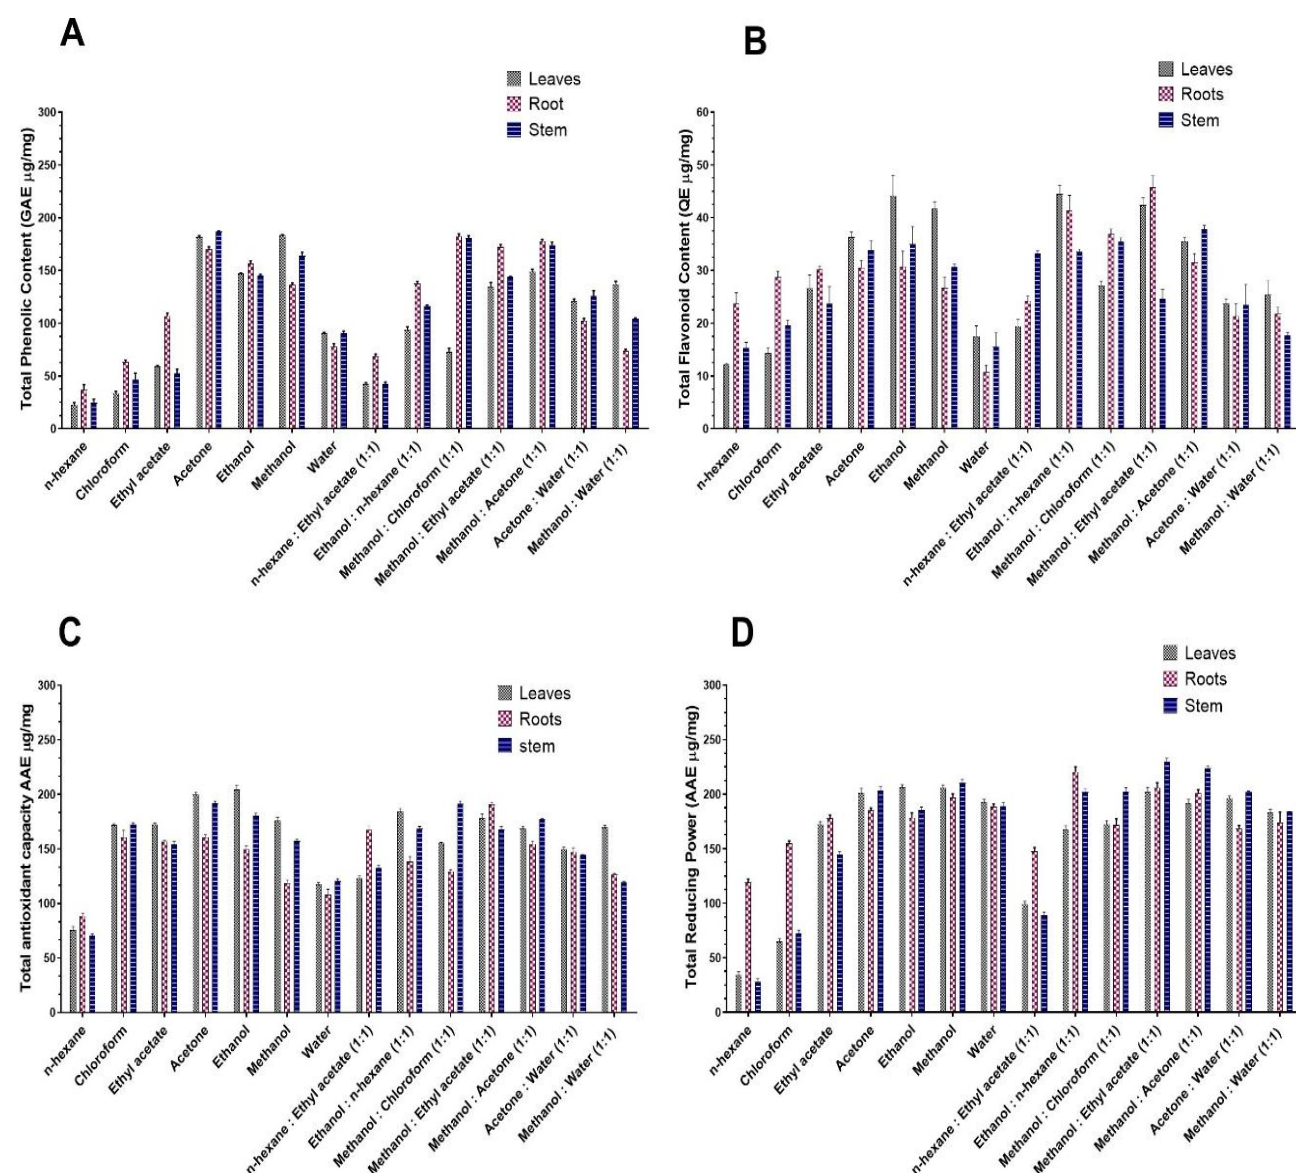 A
Leaves
Root
Stem
Total Phenolic Content (GAE µg/mg)
300
250
200
150
100
50
0
n-hexane
Chloroform
Ethyl acetate
Acetone
Ethanol
Methanol
Water
n-hexane : Ethyl acetate (1:1)
Ethanol : n-hexane (1:1)
Methanol : Chloroform (1:1)
Methanol : Ethyl acetate (1:1)
Methanol : Acetone (1:1)
Acetone : Water (1:1)
Methanol : Water (1:1)
B
Leaves
Roots
Stem
Total Flavonoid Content (QE µg/mg)
60
50
40
30
20
10
0
n-hexane
Chloroform
Ethyl acetate
Acetone
Ethanol
Methanol
Water
n-hexane : Ethyl acetate (1:1)
Ethanol : n-hexane (1:1)
Methanol : Chloroform (1:1)
Methanol : Ethyl acetate (1:1)
Methanol : Acetone (1:1)
Acetone : Water (1:1)
Methanol : Water (1:1)
C
Leaves
Roots
stem
Total antioxidant capacity AAE µg/mg
300
250
200
150
100
50
0
n-hexane
Chloroform
Ethyl acetate
Acetone
Ethanol
Methanol
Water
n-hexane : Ethyl acetate (1:1)
Ethanol : n-hexane (1:1)
Methanol : Chloroform (1:1)
Methanol : Ethyl acetate (1:1)
Methanol : Acetone (1:1)
Acetone : Water (1:1)
Methanol : Water (1:1)
D
Leaves
Roots
Stem
Total Reducing Power (AAE µg/mg)
300
250
200
150
100
50
0
n-hexane
Chloroform
Ethyl acetate
Acetone
Ethanol
Methanol
Water
n-hexane : Ethyl acetate (1:1)
Ethanol : n-hexane (1:1)
Methanol : Chloroform (1:1)
Methanol : Ethyl acetate (1:1)
Methanol : Acetone (1:1)
Acetone : Water (1:1)
Methanol : Water (1:1)